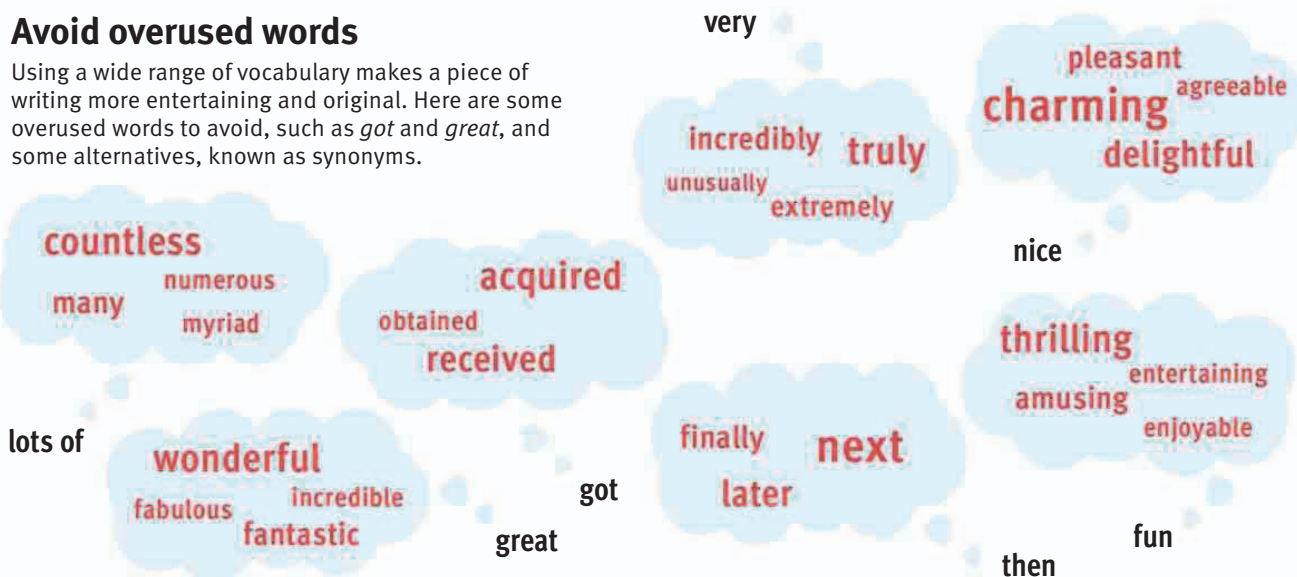 Avoid overused words
Using a wide range of vocabulary makes a piece of
writing more entertaining and original. Here are some
overused words to avoid, such as got and great, and
some alternatives, known as synonyms.
countless
numerous
many
myriad
lots of
acquired
obtained
received
got
wonderful
incredible
fabulous
fantastic
great
very
incredibly truly
unusually
extremely
pleasant
agreeable
charming
delightful
nice
finally next
later
then
thrilling
entertaining
amusing
enjoyable
fun